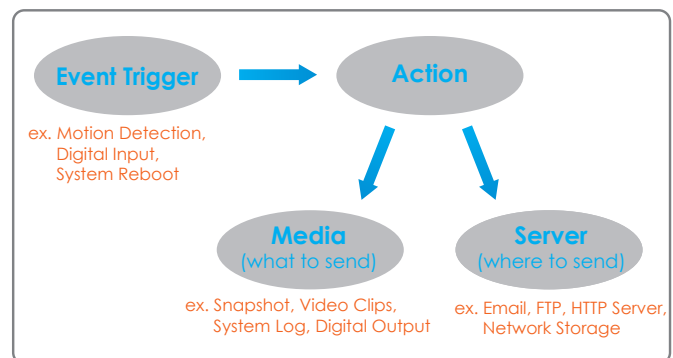 Event Trigger
Action
ex. Motion Detection,
Digital Input,
System Reboot
Media
(what to send)
Server
(where to send)
ex. Snapshot, Video Clips,
System Log, Digital Output
ex. Email, FTP, HTTP Server,
Network Storage